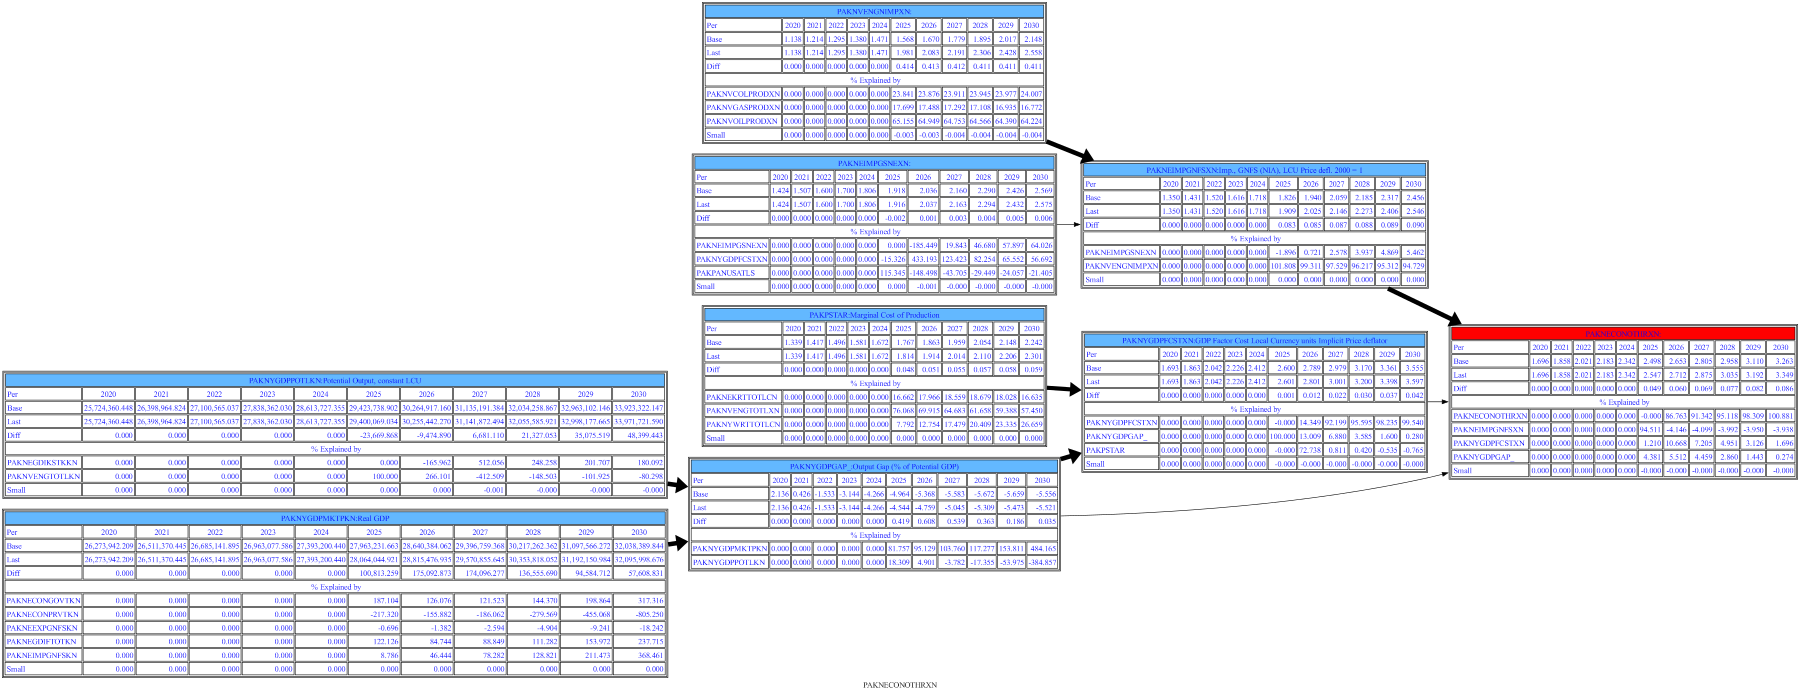 PAKNVENGNIMPXN:
Per 2020 2021 2022 2023 2024 2025 2026 2027 2028 2029 2030
Base 1.138 1.214 1.295 1.380 1.471 1.568 1.670 1.779 1.895 2.017 2.148
Last 1.138 1.214 1.295 1.380 1.471 1.981 2.083 2.191 2.306 2.428 2.558
Diff 0.000 0.000 0.000 0.000 0.000 0.414 0.413 0.412 0.411 0.411 0.411
% Explained by
PAKNVCOLPRODXN 0.000 0.000 0.000 0.000 0.000 23.841 23.876 23.911 23.945 23.977 24.007
PAKNVGASPRODXN 0.000 0.000 0.000 0.000 0.000 17.699 17.488 17.292 17.108 16.935 16.772
PAKNVOILPRODXN 0.000 0.000 0.000 0.000 0.000 65.155 64.949 64.753 64.566 64.390 64.224
Small 0.000 0.000 0.000 0.000 0.000 -0.003 -0.003 -0.004 -0.004 -0.004 -0.004
PAKNEIMPGSNEXN:
Per 2020 2021 2022 2023 2024 2025 2026 2027 2028 2029 2030
Base 1.424 1.507 1.600 1.700 1.806 1.918 2.036 2.160 2.290 2.426 2.569
Last 1.424 1.507 1.600 1.700 1.806 1.916 2.037 2.163 2.294 2.432 2.575
Diff 0.000 0.000 0.000 0.000 0.000 -0.002 0.001 0.003 0.004 0.005 0.006
% Explained by
PAKNEIMPGSNEXN 0.000 0.000 0.000 0.000 0.000 0.000 -185.449 19.843 46.680 57.897 64.026
PAKNYGDPFCSTXN 0.000 0.000 0.000 0.000 0.000 -15.326 433.193 123.423 82.254 65.552 56.692
PAKPANUSATLS 0.000 0.000 0.000 0.000 0.000 115.345 -148.498 -43.705 -29.449 -24.057 -21.405
Small 0.000 0.000 0.000 0.000 0.000 0.000 -0.001 -0.000 -0.000 -0.000 -0.000
PAKNEIMPGNFSXN:Imp., GNFS (NIA), LCU Price defl. 2000 = 1
Per 2020 2021 2022 2023 2024 2025 2026 2027 2028 2029 2030
Base 1.350 1.431 1.520 1.616 1.718 1.826 1.940 2.059 2.185 2.317 2.456
Last 1.350 1.431 1.520 1.616 1.718 1.909 2.025 2.146 2.273 2.406 2.546
Diff 0.000 0.000 0.000 0.000 0.000 0.083 0.085 0.087 0.088 0.089 0.090
% Explained by
PAKNEIMPGSNEXN 0.000 0.000 0.000 0.000 0.000 -1.896 0.721 2.578 3.937 4.869 5.462
PAKNVENGNIMPXN 0.000 0.000 0.000 0.000 0.000 101.808 99.311 97.529 96.217 95.312 94.729
Small 0.000 0.000 0.000 0.000 0.000 0.000 0.000 0.000 0.000 0.000 0.000
PAKPSTAR:Marginal Cost of Production
Per 2020 2021 2022 2023 2024 2025 2026 2027 2028 2029 2030
Base 1.339 1.417 1.496 1.581 1.672 1.767 1.863 1.959 2.054 2.148 2.242
Last 1.339 1.417 1.496 1.581 1.672 1.814 1.914 2.014 2.110 2.206 2.301
Diff 0.000 0.000 0.000 0.000 0.000 0.048 0.051 0.055 0.057 0.058 0.059
% Explained by
PAKNEKRTTOTLCN 0.000 0.000 0.000 0.000 0.000 16.662 17.966 18.559 18.679 18.028 16.635
PAKNVENGTOTLXN 0.000 0.000 0.000 0.000 0.000 76.068 69.915 64.683 61.658 59.388 57.450
PAKNYWRTTOTLCN 0.000 0.000 0.000 0.000 0.000 7.792 12.754 17.479 20.409 23.335 26.659
Small 0.000 0.000 0.000 0.000 0.000 0.000 0.000 0.000 0.000 0.000 0.000
PAKNYGDPFCSTXN:GDP Factor Cost Local Currency units Implicit Price deflator
Per 2020 2021 2022 2023 2024 2025 2026 2027 2028 2029 2030
Base 1.693 1.863 2.042 2.226 2.412 2.600 2.789 2.979 3.170 3.361 3.555
Last 1.693 1.863 2.042 2.226 2.412 2.601 2.801 3.001 3.200 3.398 3.597
Diff 0.000 0.000 0.000 0.000 0.000 0.001 0.012 0.022 0.030 0.037 0.042
% Explained by
PAKNYGDPFCSTXN 0.000 0.000 0.000 0.000 0.000 -0.000 14.349 92.199 95.595 98.235 99.540
PAKNYGDPGAP_ 0.000 0.000 0.000 0.000 0.000 100.000 13.009 6.880 3.585 1.600 0.280
PAKPSTAR 0.000 0.000 0.000 0.000 0.000 -0.000 72.738 0.811 0.420 -0.535 -0.765
Small 0.000 0.000 0.000 0.000 0.000 -0.000 -0.000 -0.000 -0.000 -0.000 -0.000
PAKNECONOTHRXN:
Per 2020 2021 2022 2023 2024 2025 2026 2027 2028 2029 2030
Base 1.696 1.858 2.021 2.183 2.342 2.498 2.653 2.805 2.958 3.110 3.263
Last 1.696 1.858 2.021 2.183 2.342 2.547 2.712 2.875 3.035 3.192 3.349
Diff 0.000 0.000 0.000 0.000 0.000 0.049 0.060 0.069 0.077 0.082 0.086
% Explained by
PAKNECONOTHRXN 0.000 0.000 0.000 0.000 0.000 -0.000 86.763 91.342 95.118 98.309 100.881
PAKNEIMPGNFSXN 0.000 0.000 0.000 0.000 0.000 94.511 -4.146 -4.099 -3.992 -3.950 -3.938
PAKNYGDPFCSTXN 0.000 0.000 0.000 0.000 0.000 1.210 10.668 7.205 4.951 3.126 1.696
PAKNYGDPGAP_ 0.000 0.000 0.000 0.000 0.000 4.381 5.512 4.459 2.860 1.443 0.274
Small 0.000 0.000 0.000 0.000 0.000 -0.000 -0.000 -0.000 -0.000 -0.000 -0.000
PAKNYGDPPOTLKN:Potential Output, constant LCU
Per 2020 2021 2022 2023 2024 2025 2026 2027 2028 2029 2030
Base 25,724,360.448 26,398,964.824 27,100,565.037 27,838,362.030 28,613,727.355 29,423,738.902 30,264,917.160 31,135,191.384 32,034,258.867 32,963,102.146 33,923,322.147
Last 25,724,360.448 26,398,964.824 27,100,565.037 27,838,362.030 28,613,727.355 29,400,069.034 30,255,442.270 31,141,872.494 32,055,585.921 32,998,177.665 33,971,721.590
Diff 0.000 0.000 0.000 0.000 0.000 -23,669.868 -9,474.890 6,681.110 21,327.053 35,075.519 48,399.443
% Explained by
PAKNEGDIKSTKKN 0.000 0.000 0.000 0.000 0.000 0.000 -165.962 512.056 248.258 201.707 180.092
PAKNVENGTOTLKN 0.000 0.000 0.000 0.000 0.000 100.000 266.101 -412.509 -148.503 -101.925 -80.298
Small 0.000 0.000 0.000 0.000 0.000 0.000 0.000 -0.001 -0.000 -0.000 -0.000
PAKNYGDPGAP_:Output Gap (% of Potential GDP)
Per 2020 2021 2022 2023 2024 2025 2026 2027 2028 2029 2030
Base 2.136 0.426 -1.533 -3.144 -4.266 -4.964 -5.368 -5.583 -5.672 -5.659 -5.556
Last 2.136 0.426 -1.533 -3.144 -4.266 -4.544 -4.759 -5.045 -5.309 -5.473 -5.521
Diff 0.000 0.000 0.000 0.000 0.000 0.419 0.608 0.539 0.363 0.186 0.035
% Explained by
PAKNYGDPMKTPKN 0.000 0.000 0.000 0.000 0.000 81.757 95.129 103.760 117.277 153.811 484.165
PAKNYGDPPOTLKN 0.000 0.000 0.000 0.000 0.000 18.309 4.901 -3.782 -17.355 -53.975 -384.857
PAKNYGDPMKTPKN:Real GDP
Per 2020 2021 2022 2023 2024 2025 2026 2027 2028 2029 2030
Base 26,273,942.209 26,511,370.445 26,685,141.895 26,963,077.586 27,393,200.440 27,963,231.663 28,640,384.062 29,396,759.368 30,217,262.362 31,097,566.272 32,038,389.844
Last 26,273,942.209 26,511,370.445 26,685,141.895 26,963,077.586 27,393,200.440 28,064,044.921 28,815,476.935 29,570,855.645 30,353,818.052 31,192,150.984 32,095,998.676
Diff 0.000 0.000 0.000 0.000 0.000 100,813.259 175,092.873 174,096.277 136,555.690 94,584.712 57,608.831
% Explained by
PAKNECONGOVTKN 0.000 0.000 0.000 0.000 0.000 187.104 126.076 121.523 144.370 198.864 317.316
PAKNECONPRVTKN 0.000 0.000 0.000 0.000 0.000 -217.320 -155.882 -186.062 -279.569 -455.068 -805.250
PAKNEEXPGNFSKN 0.000 0.000 0.000 0.000 0.000 -0.696 -1.382 -2.594 -4.904 -9.241 -18.242
PAKNEGDIFTOTKN 0.000 0.000 0.000 0.000 0.000 122.126 84.744 88.849 111.282 153.972 237.715
PAKNEIMPGNFSKN 0.000 0.000 0.000 0.000 0.000 8.786 46.444 78.282 128.821 211.473 368.461
Small 0.000 0.000 0.000 0.000 0.000 0.000 0.000 0.000 0.000 0.000 0.000
PAKNECONOTHRXN